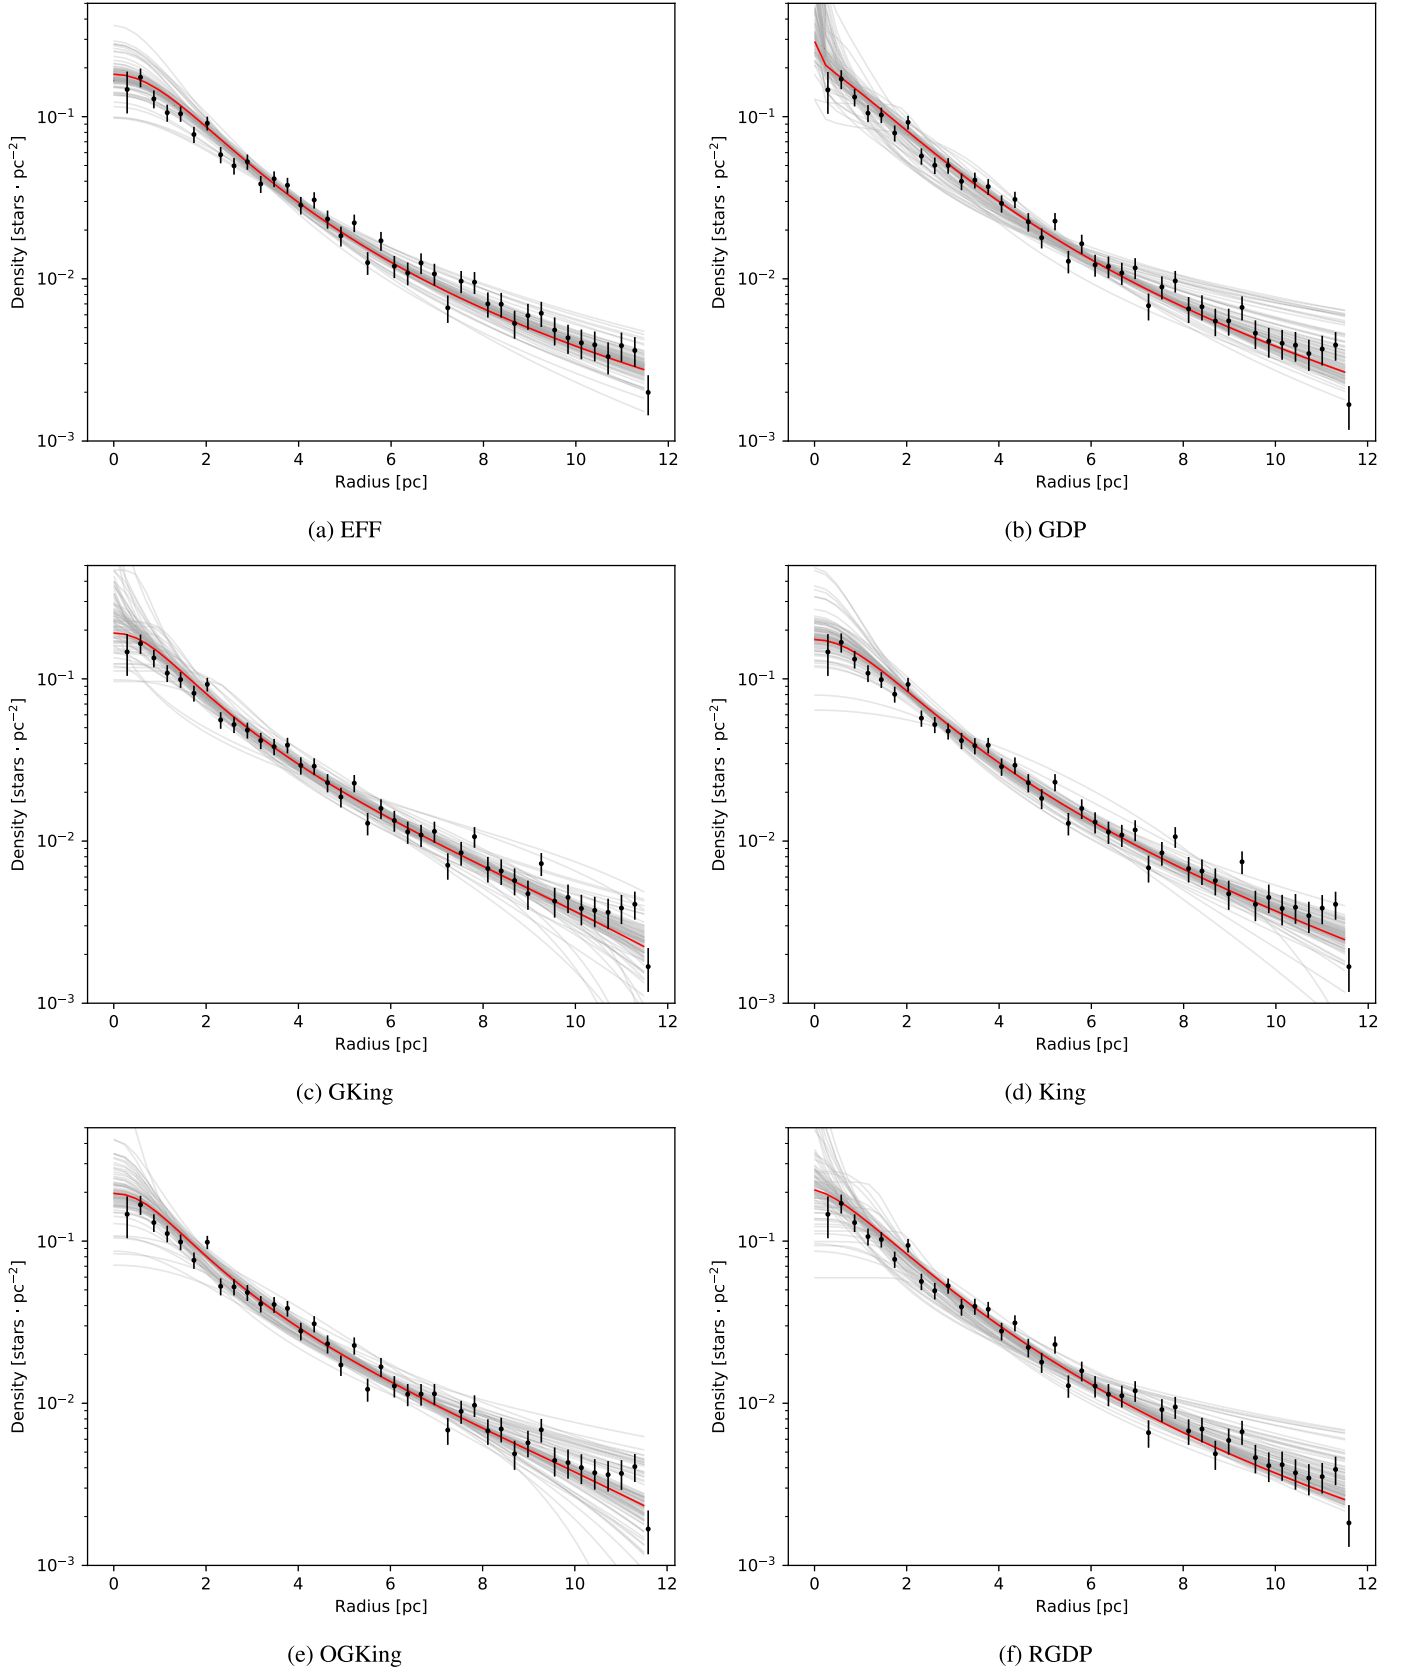 Density [stars · pc⁻²]
10⁻¹
10⁻²
10⁻³
0 2 4 6 8 10 12
Radius [pc]
(a) EFF
Density [stars · pc⁻²]
10⁻¹
10⁻²
10⁻³
0 2 4 6 8 10 12
Radius [pc]
(b) GDP
Density [stars · pc⁻²]
10⁻¹
10⁻²
10⁻³
0 2 4 6 8 10 12
Radius [pc]
(c) GKing
Density [stars · pc⁻²]
10⁻¹
10⁻²
10⁻³
0 2 4 6 8 10 12
Radius [pc]
(d) King
Density [stars · pc⁻²]
10⁻¹
10⁻²
10⁻³
0 2 4 6 8 10 12
Radius [pc]
(e) OGKing
Density [stars · pc⁻²]
10⁻¹
10⁻²
10⁻³
0 2 4 6 8 10 12
Radius [pc]
(f) RGDP